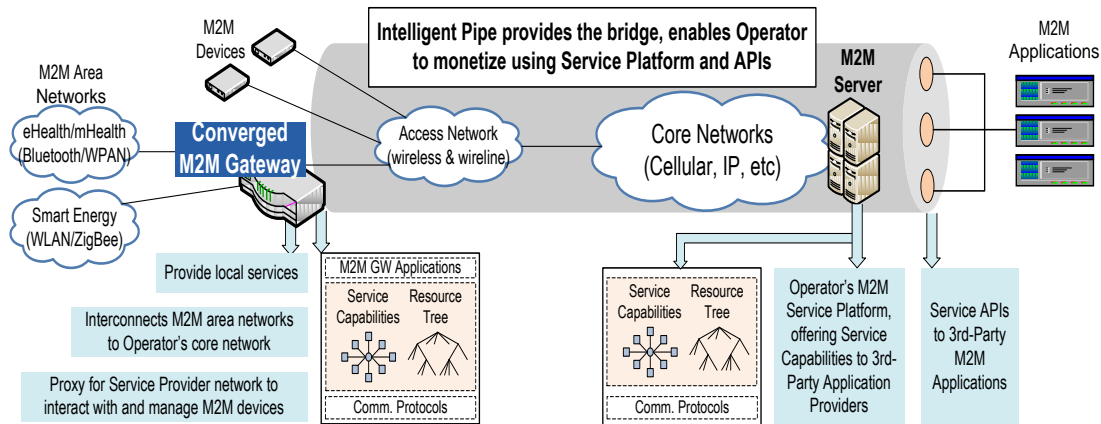 Intelligent Pipe provides the bridge, enables Operator
to monetize using Service Platform and APIs
M2M
Devices
M2M Area
Networks
eHealth/mHealth
(Bluetooth/WPAN)
Smart Energy
(WLAN/ZigBee)
Converged
M2M Gateway
Access Network
(wireless & wireline)
Core Networks
(Cellular, IP, etc)
M2M
Server
M2M
Applications
Provide local services
Interconnects M2M area networks
to Operator's core network
Proxy for Service Provider network to
interact with and manage M2M devices
M2M GW Applications
Service
Capabilities
Resource
Tree
Comm. Protocols
Service
Capabilities
Resource
Tree
Comm. Protocols
Operator's M2M
Service Platform,
offering Service
Capabilities to 3rd-
Party Application
Providers
Service APIs
to 3rd-Party
M2M
Applications